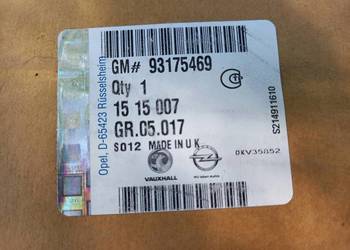 Opel, D-65423 Rüsselsheim
GM# 93175469
Qty 1
15 15 007
GR.05.017
S012 MADE IN U K
VAUXHALL
0KV35852
S214911610